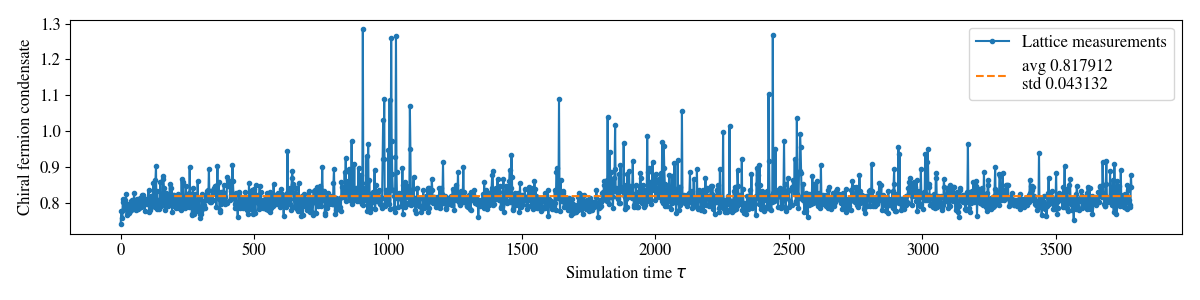 Chiral fermion condensate
1.3
1.2
1.1
1.0
0.9
0.8
0
500
1000
1500
2000
2500
3000
3500
Simulation time τ
Lattice measurements
avg 0.817912
std 0.043132